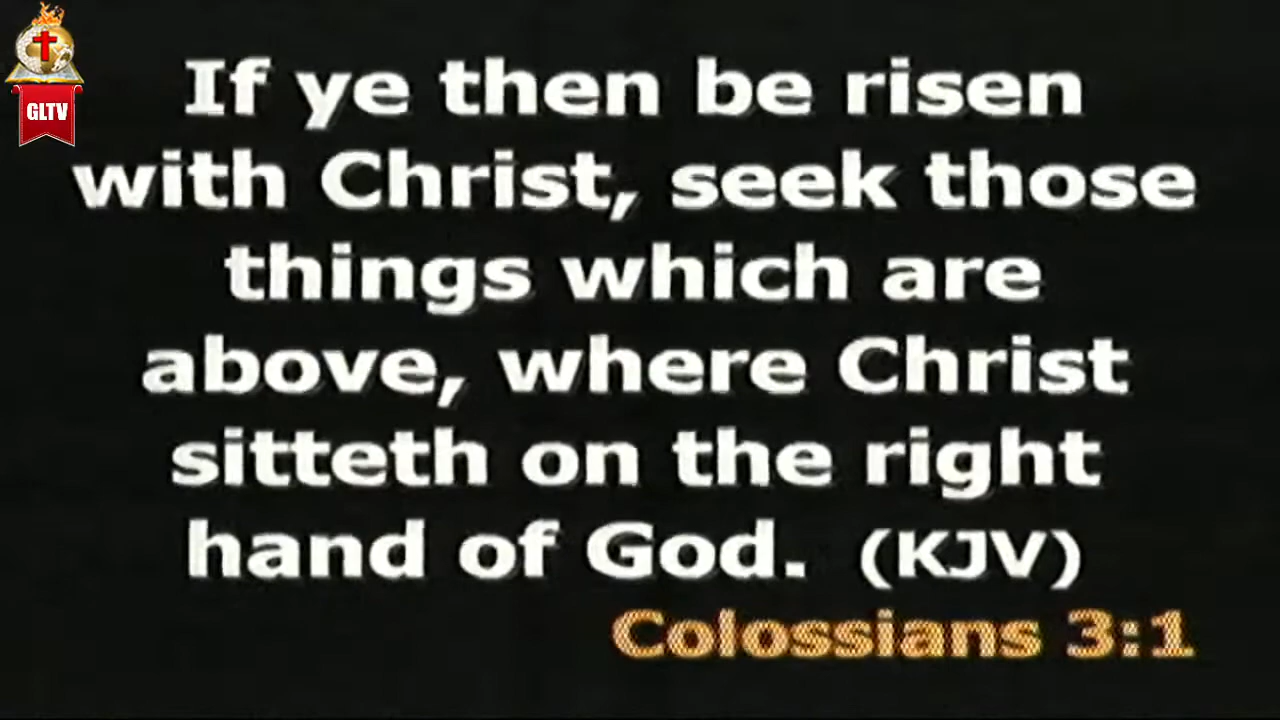 GLTV
If ye then be risen
with Christ, seek those
things which are
above, where Christ
sitteth on the right
hand of God. (KJV)
Colossians 3:1